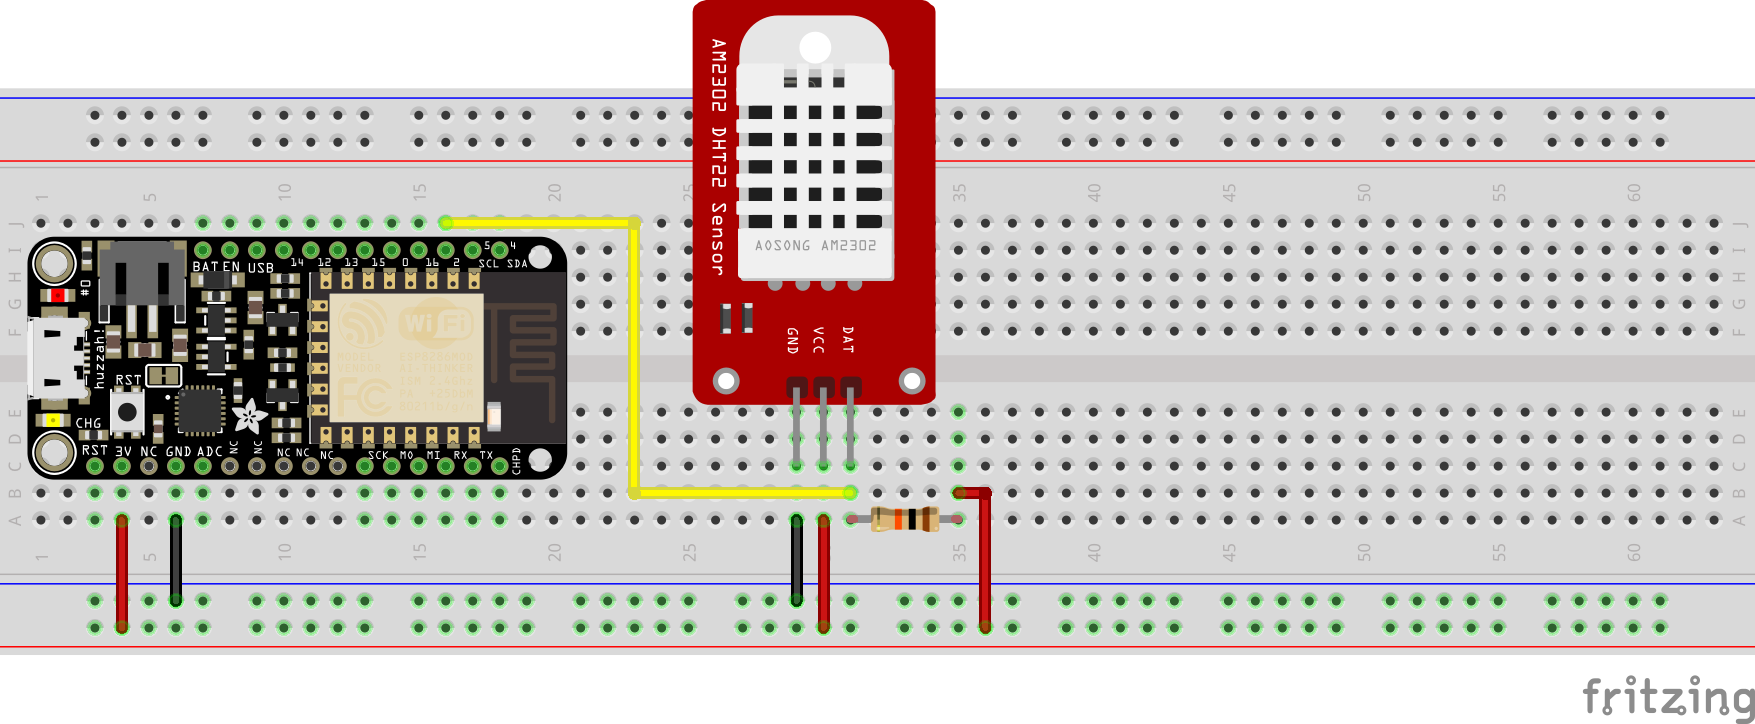 AM2302 DHT22 Sensor
1 5 10 15 20 25 35 40 45 50 55 60
J J
I I
H H
G G
F F
AOSONG AM2302
GND VCC DAT
BAT EN USB 14 12 13 15 0 16 2 5 SCL 4 SDA
#0
huzzah!
WiFi
FC
RST
CHG
RST 3V NC GND ADC NC NC NC NC NC SCK MO MI RX TX CHPD
E E
D D
C C
B B
A A
1 5 10 15 20 25 35 40 45 50 55 60
fritzing